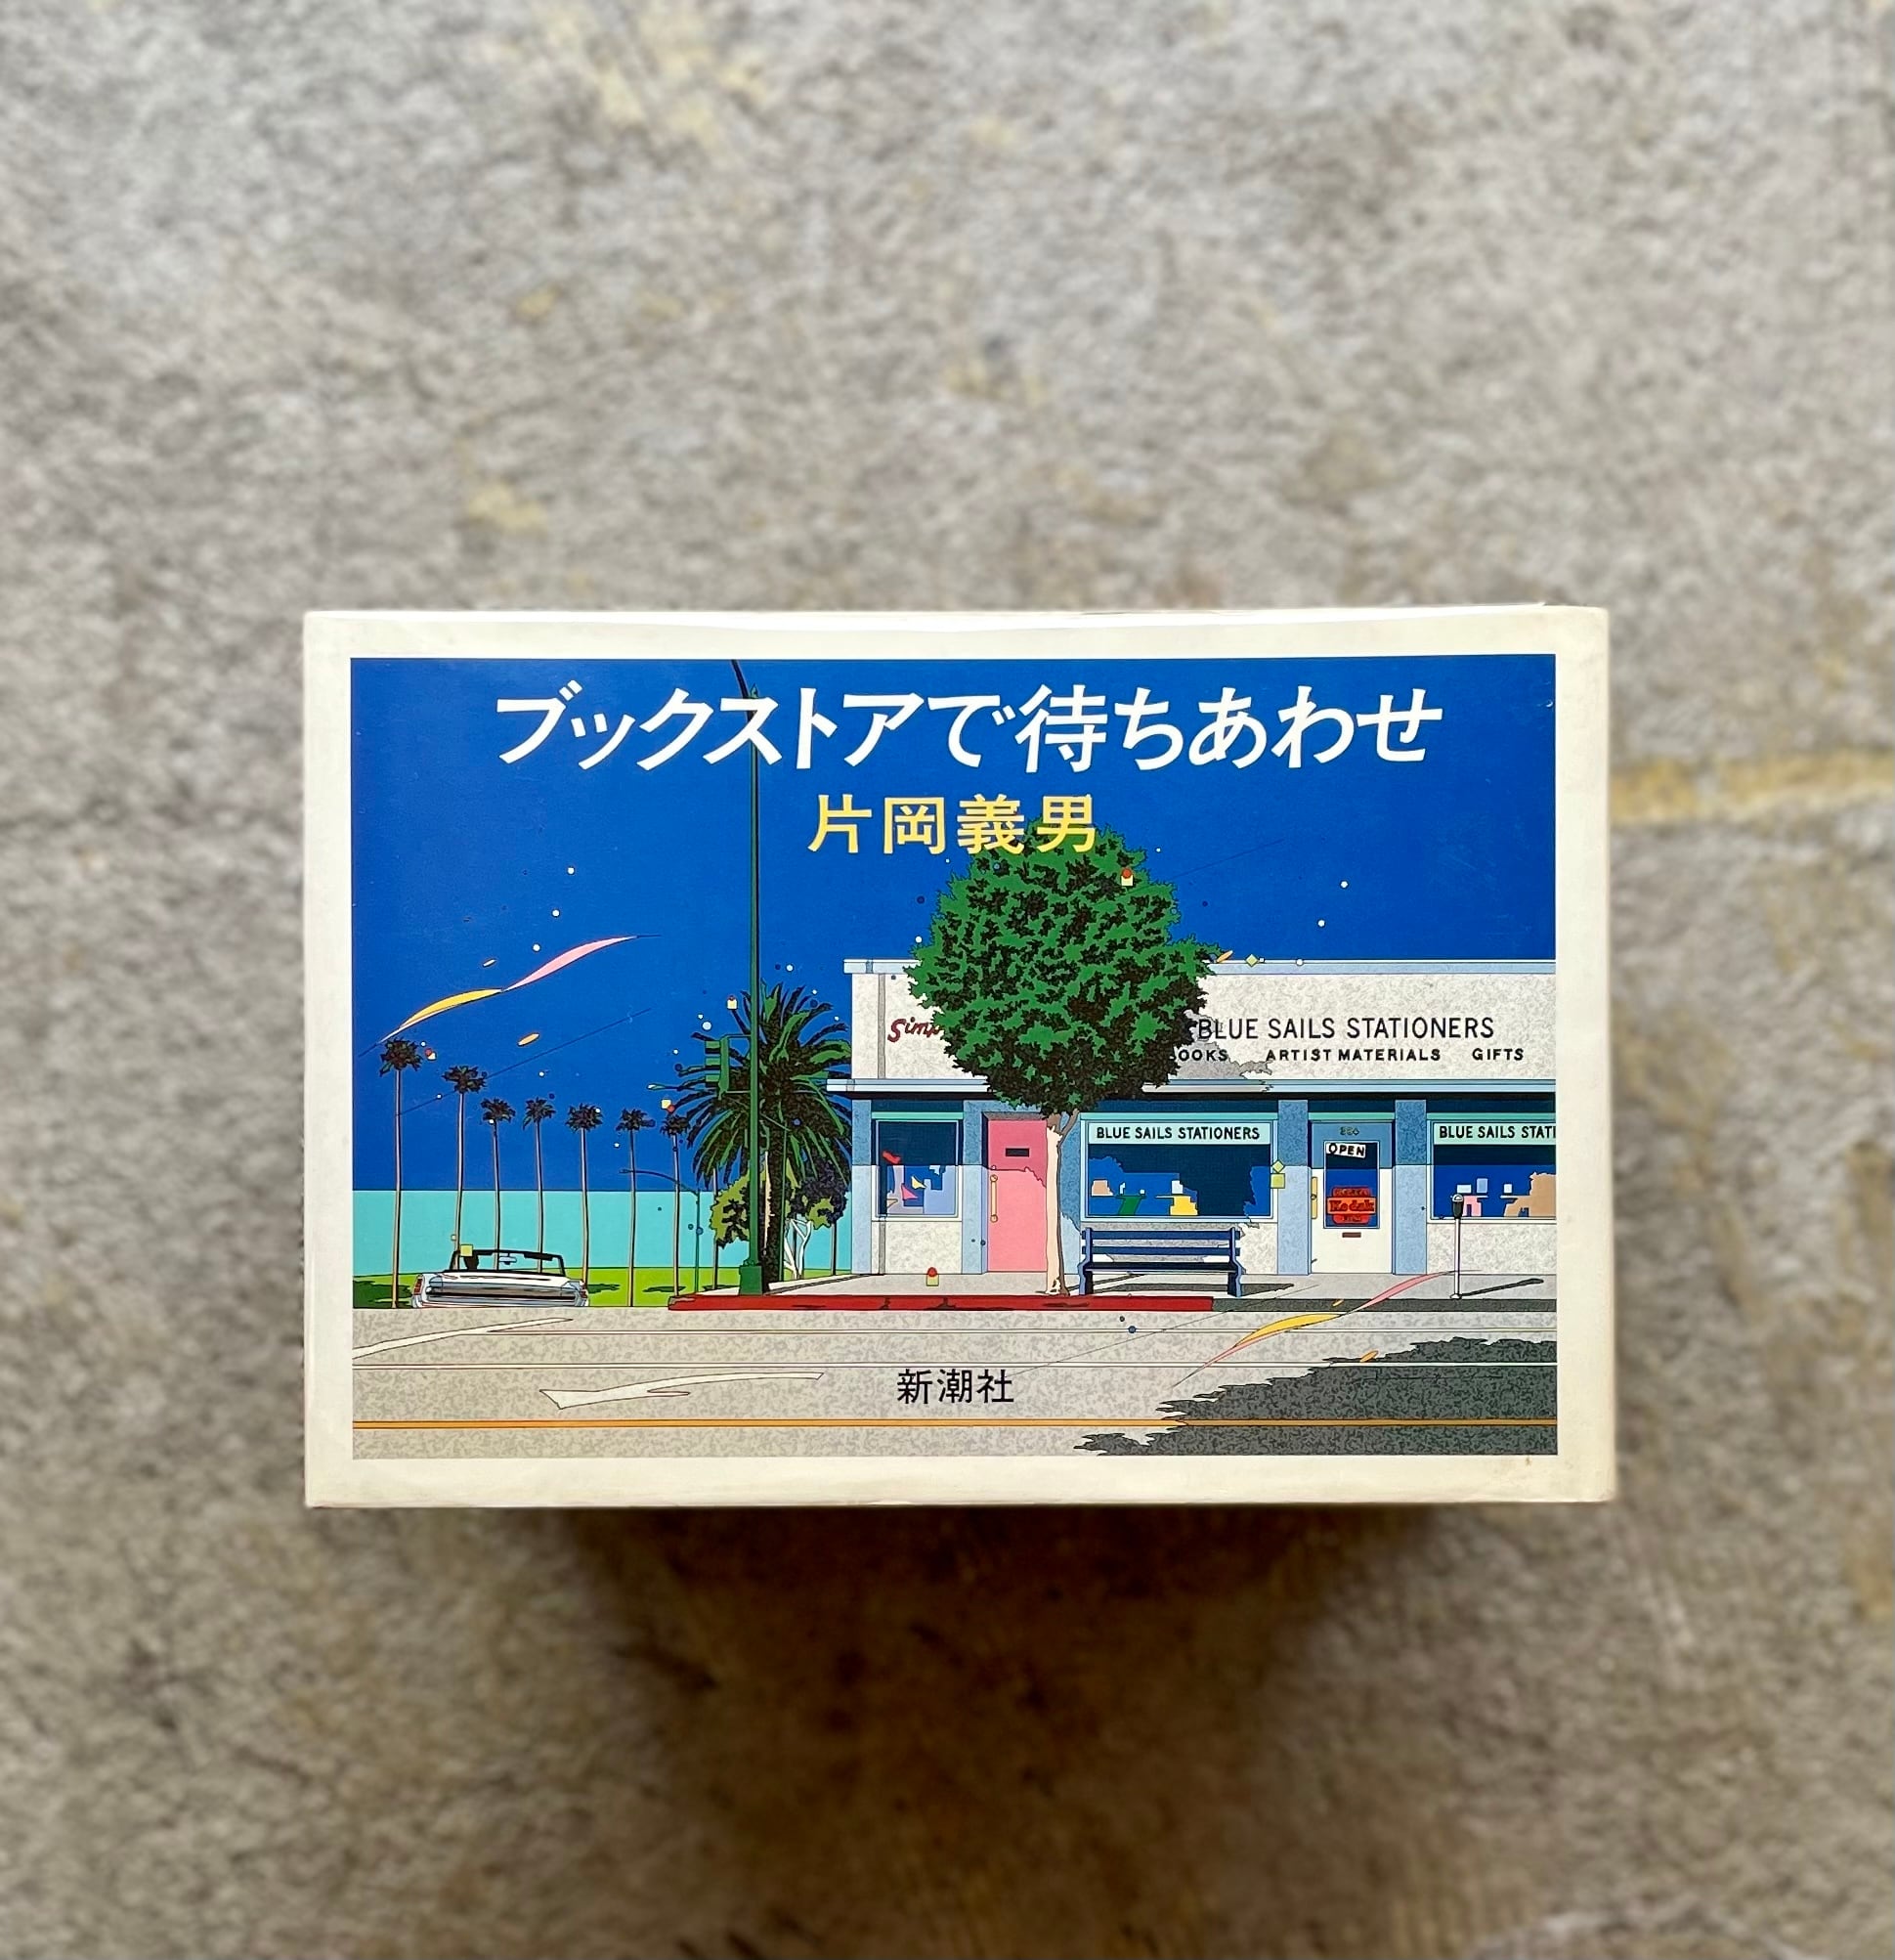 ブックストアで待ちあわせ
片岡義男
BLUE SAILS STATIONERS
ARTIST MATERIALS GIFTS
BLUE SAILS STATIONERS
BLUE SAILS STATI
OPEN
Kodak
新潮社